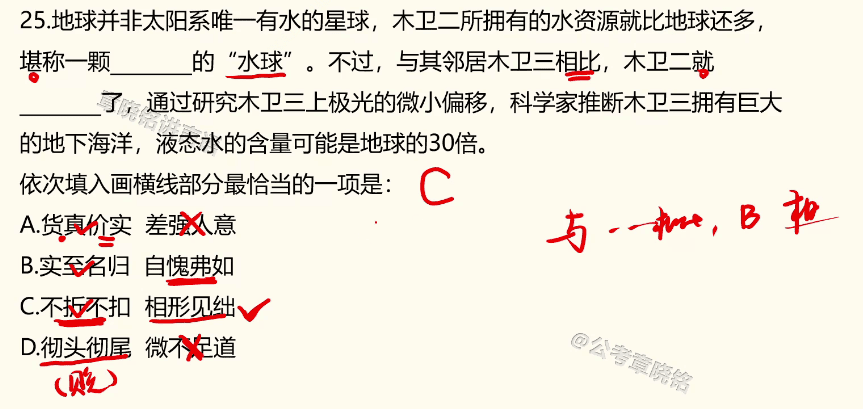 25.地球并非太阳系唯一有水的星球，木卫二所拥有的水资源就比地球还多，
堪称一颗________的“水球”。不过，与其邻居木卫三相比，木卫二就
________了，通过研究木卫三上极光的微小偏移，科学家推断木卫三拥有巨大
的地下海洋，液态水的含量可能是地球的30倍。
依次填入画横线部分最恰当的一项是：
C
A.货真价实 差强人意
与……相比，B 相
B.实至名归 自愧弗如
C.不折不扣 相形见绌
D.彻头彻尾 微不足道
(贬)
@公考章晓铭